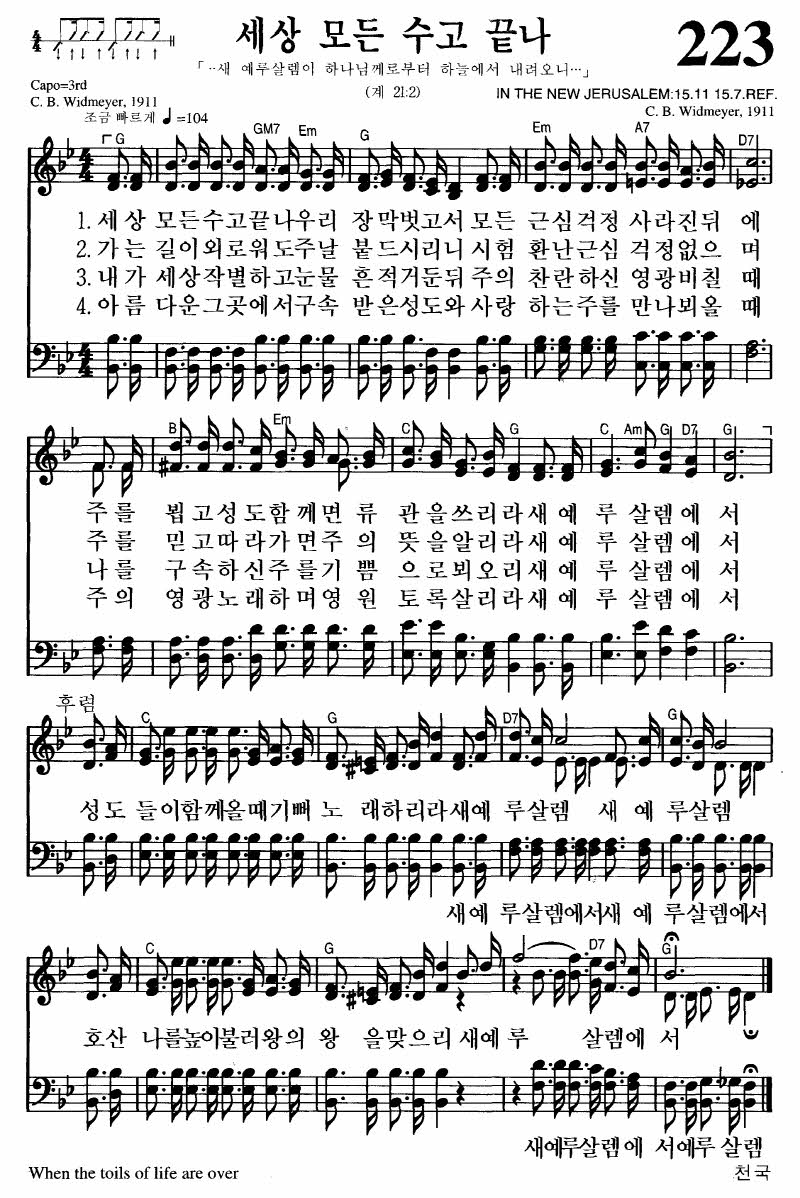 세상 모든 수고 끝나
223
「··새 예루살렘이 하나님께로부터 하늘에서 내려오니···」
Capo=3rd
(계 21:2)
IN THE NEW JERUSALEM:15.11 15.7.REF.
C. B. Widmeyer, 1911
C. B. Widmeyer, 1911
조금 빠르게 ♩=104
G GM7 Em G Em A7 D7
4/4
1. 세상 모든수고끝나우리 장막벗고서 모든 근심걱정 사라진뒤 에
2. 가는 길이외로워도주날 붙드시리니 시험 환난근심 걱정없으 며
3. 내가 세상작별하고눈물 흔적거둔뒤 주의 찬란하신 영광비칠 때
4. 아름 다운그곳에서구속 받은성도와 사랑 하는주를 만나뵈올 때
B Em C G C Am G D7 G
주를 뵙고성도함께면류 관을쓰리라새예 루 살렘에 서
주를 믿고따라가면주의 뜻을알리라새예 루 살렘에 서
나를 구속하신주를기쁨 으로뵈오리새예 루 살렘에 서
주의 영광노래하며영원 토록살리라새예 루 살렘에 서
후렴
C G D7 G
성도 들이함께올때기뻐 노 래하리라새예 루살렘 새 예 루살렘
새예 루살렘에서새 예 루살렘에서
C G D7 G
호산 나를높이불러왕의 왕 을맞으리 새예 루 살렘에 서
새예루살렘에 서예루 살렘
When the toils of life are over
천국